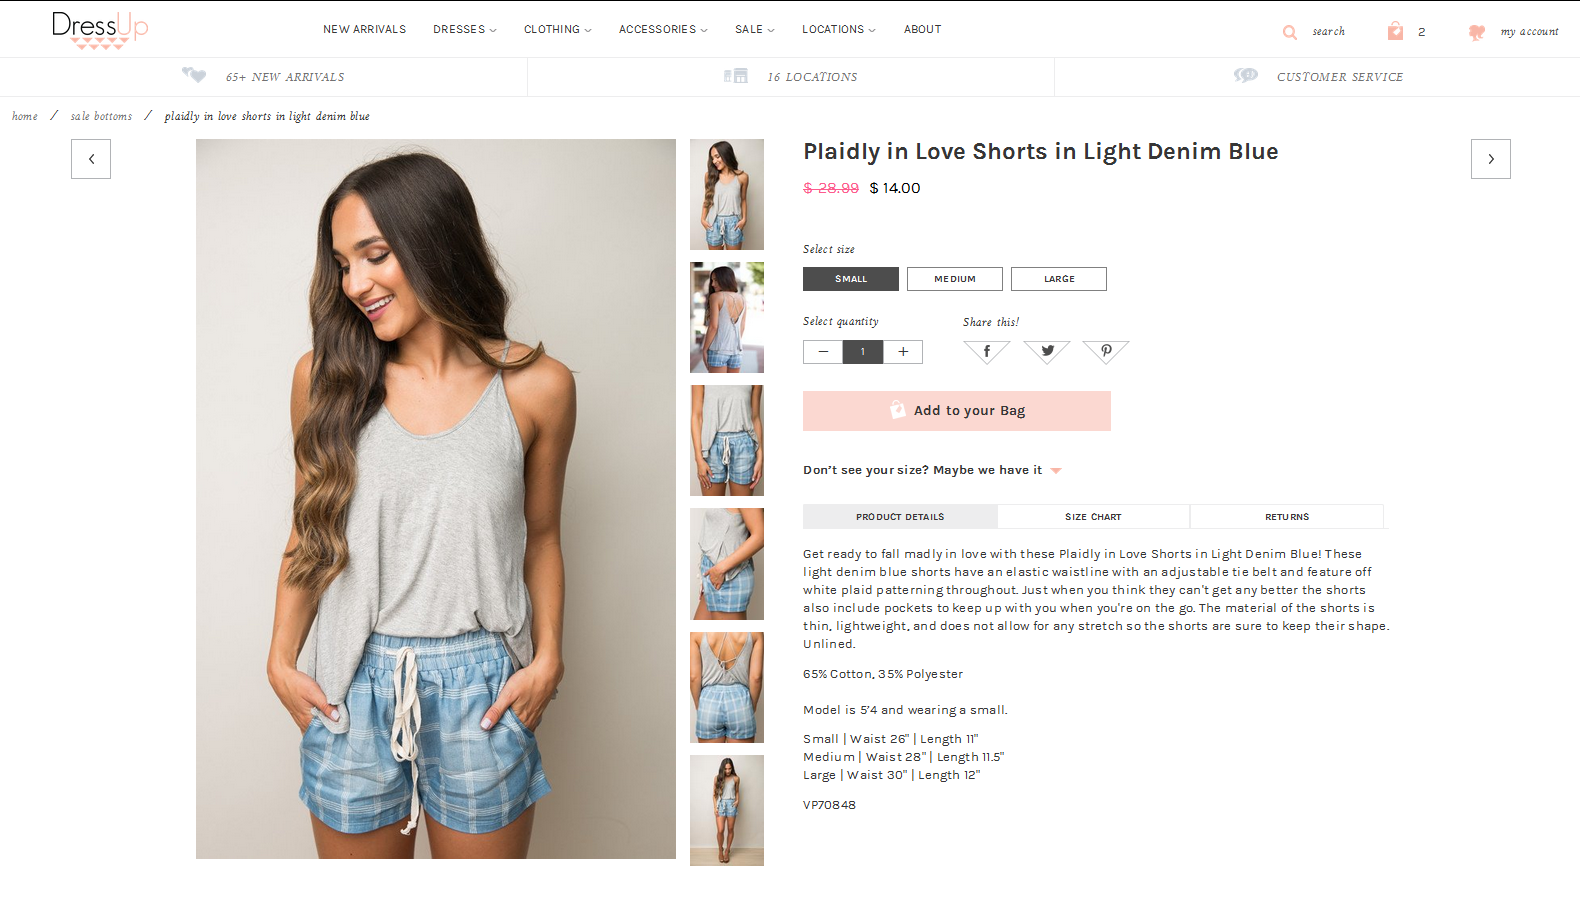 DressUp
NEW ARRIVALS DRESSES CLOTHING ACCESSORIES SALE LOCATIONS ABOUT
search 2 my account
65+ NEW ARRIVALS 16 LOCATIONS CUSTOMER SERVICE
home / sale bottoms / plaidly in love shorts in light denim blue
Plaidly in Love Shorts in Light Denim Blue
$ 28.99 $ 14.00
Select size
SMALL MEDIUM LARGE
Select quantity Share this!
− 1 +
Add to your Bag
Don’t see your size? Maybe we have it
PRODUCT DETAILS SIZE CHART RETURNS
Get ready to fall madly in love with these Plaidly in Love Shorts in Light Denim Blue! These
light denim blue shorts have an elastic waistline with an adjustable tie belt and feature off
white plaid patterning throughout. Just when you think they can't get any better the shorts
also include pockets to keep up with you when you're on the go. The material of the shorts is
thin, lightweight, and does not allow for any stretch so the shorts are sure to keep their shape.
Unlined.
65% Cotton, 35% Polyester
Model is 5'4 and wearing a small.
Small | Waist 26" | Length 11"
Medium | Waist 28" | Length 11.5"
Large | Waist 30" | Length 12"
VP70848